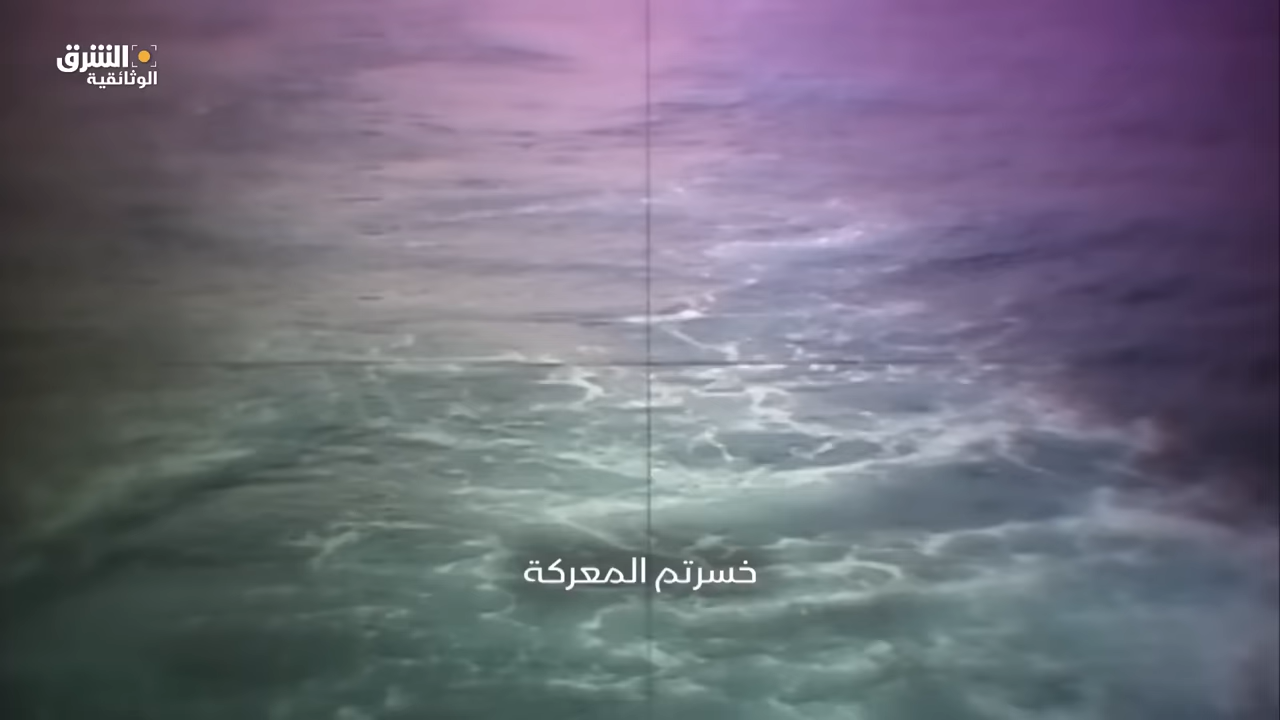 الشرق
الوثائقية
خسرتم المعركة